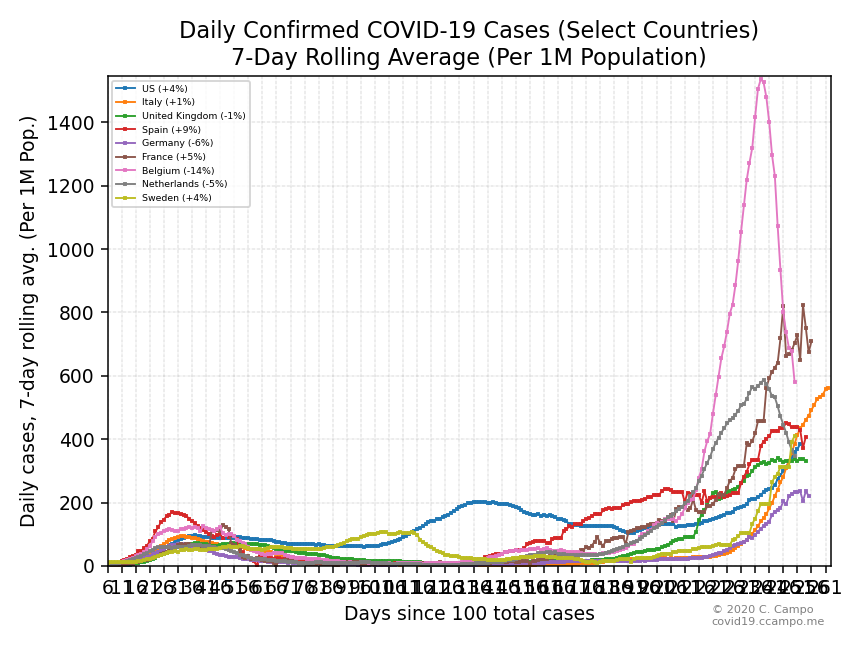 Daily Confirmed COVID-19 Cases (Select Countries)
7-Day Rolling Average (Per 1M Population)
US (+4%)
Italy (+1%)
United Kingdom (-1%)
Spain (+9%)
Germany (-6%)
France (+5%)
Belgium (-14%)
Netherlands (-5%)
Sweden (+4%)
Daily cases, 7-day rolling avg. (Per 1M Pop.)
1400
1200
1000
800
600
400
200
0
Days since 100 total cases
© 2020 C. Campo
covid19.ccampo.me